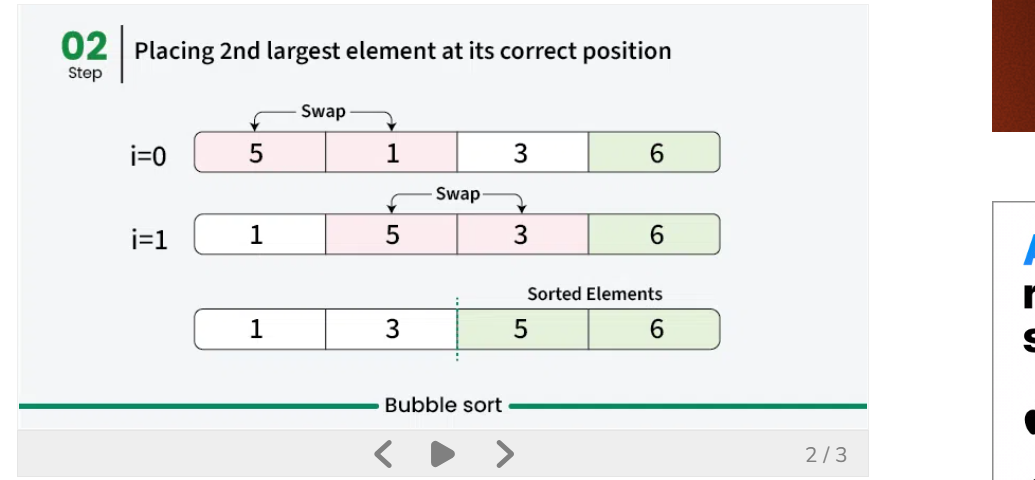 02
Step
Placing 2nd largest element at its correct position
Swap
i=0 5 1 3 6
Swap
i=1 1 5 3 6
Sorted Elements
1 3 5 6
Bubble sort
2 / 3